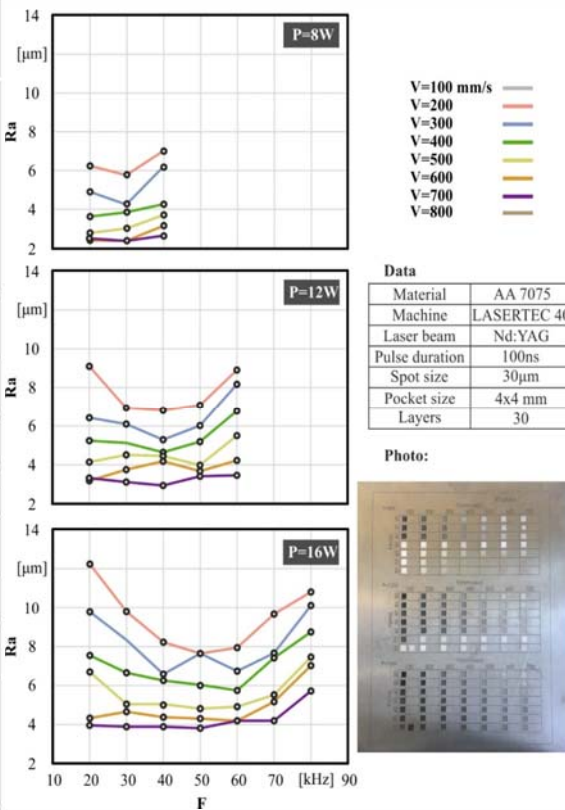 14
[μm]
10
Ra
8
6
4
2
P=8W
14
[μm]
10
Ra
8
6
4
2
P=12W
14
[μm]
10
Ra
8
6
4
2
P=16W
10 20 30 40 50 60 70 [kHz] 90
F
V=100 mm/s
V=200
V=300
V=400
V=500
V=600
V=700
V=800
Data
Material AA 7075
Machine LASERTEC 40
Laser beam Nd:YAG
Pulse duration 100ns
Spot size 30μm
Pocket size 4x4 mm
Layers 30
Photo: